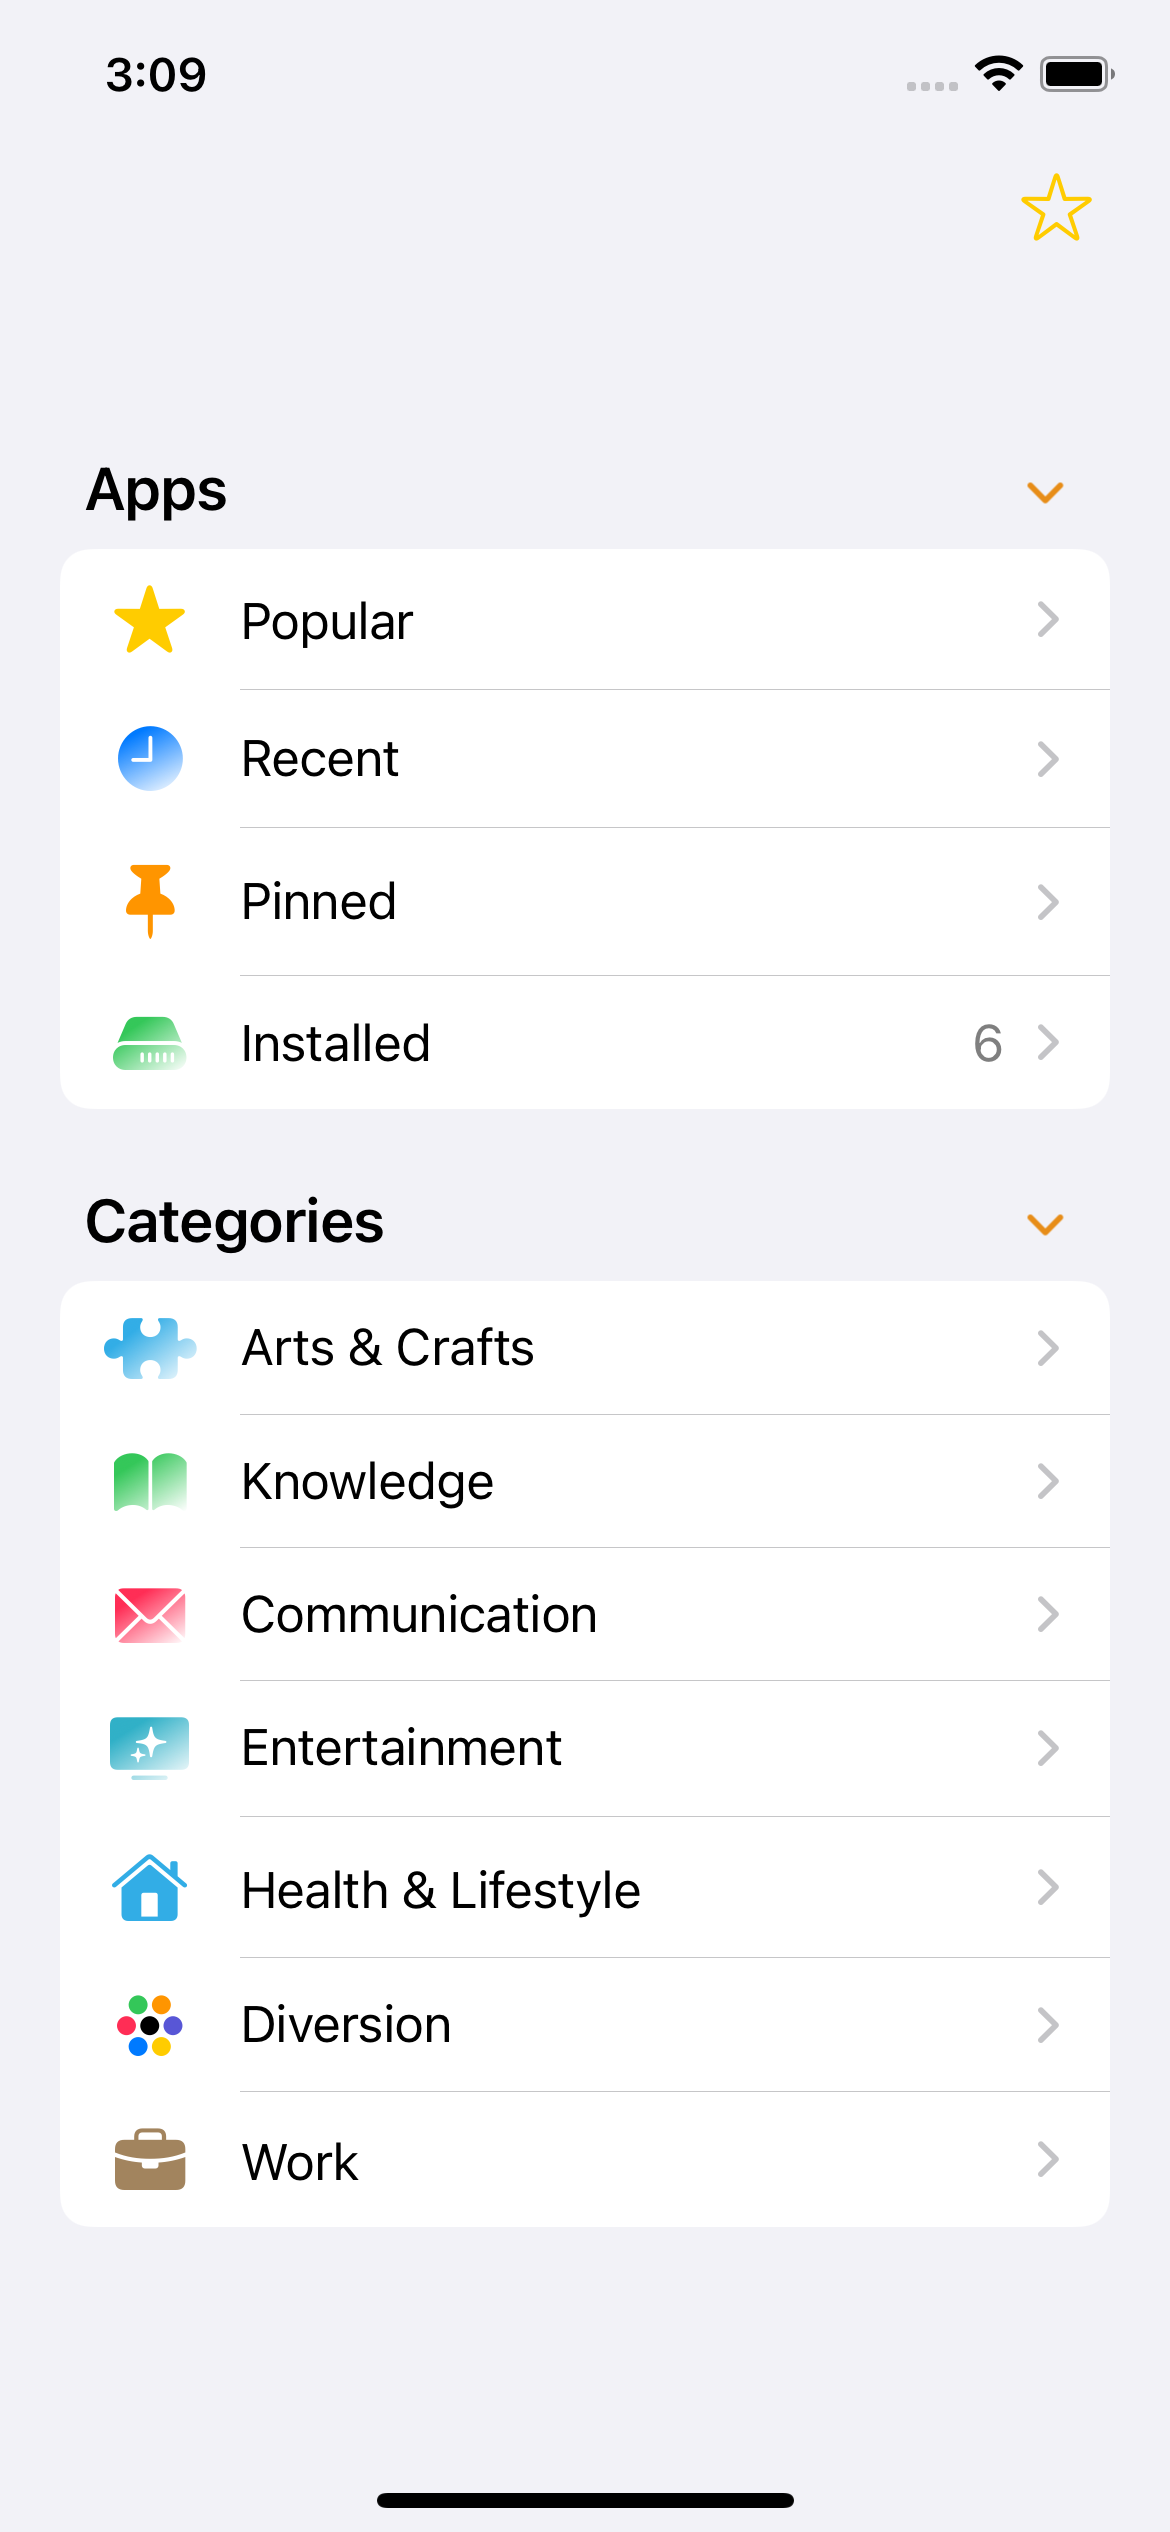 3:09
Apps
Popular
Recent
Pinned
Installed 6
Categories
Arts & Crafts
Knowledge
Communication
Entertainment
Health & Lifestyle
Diversion
Work